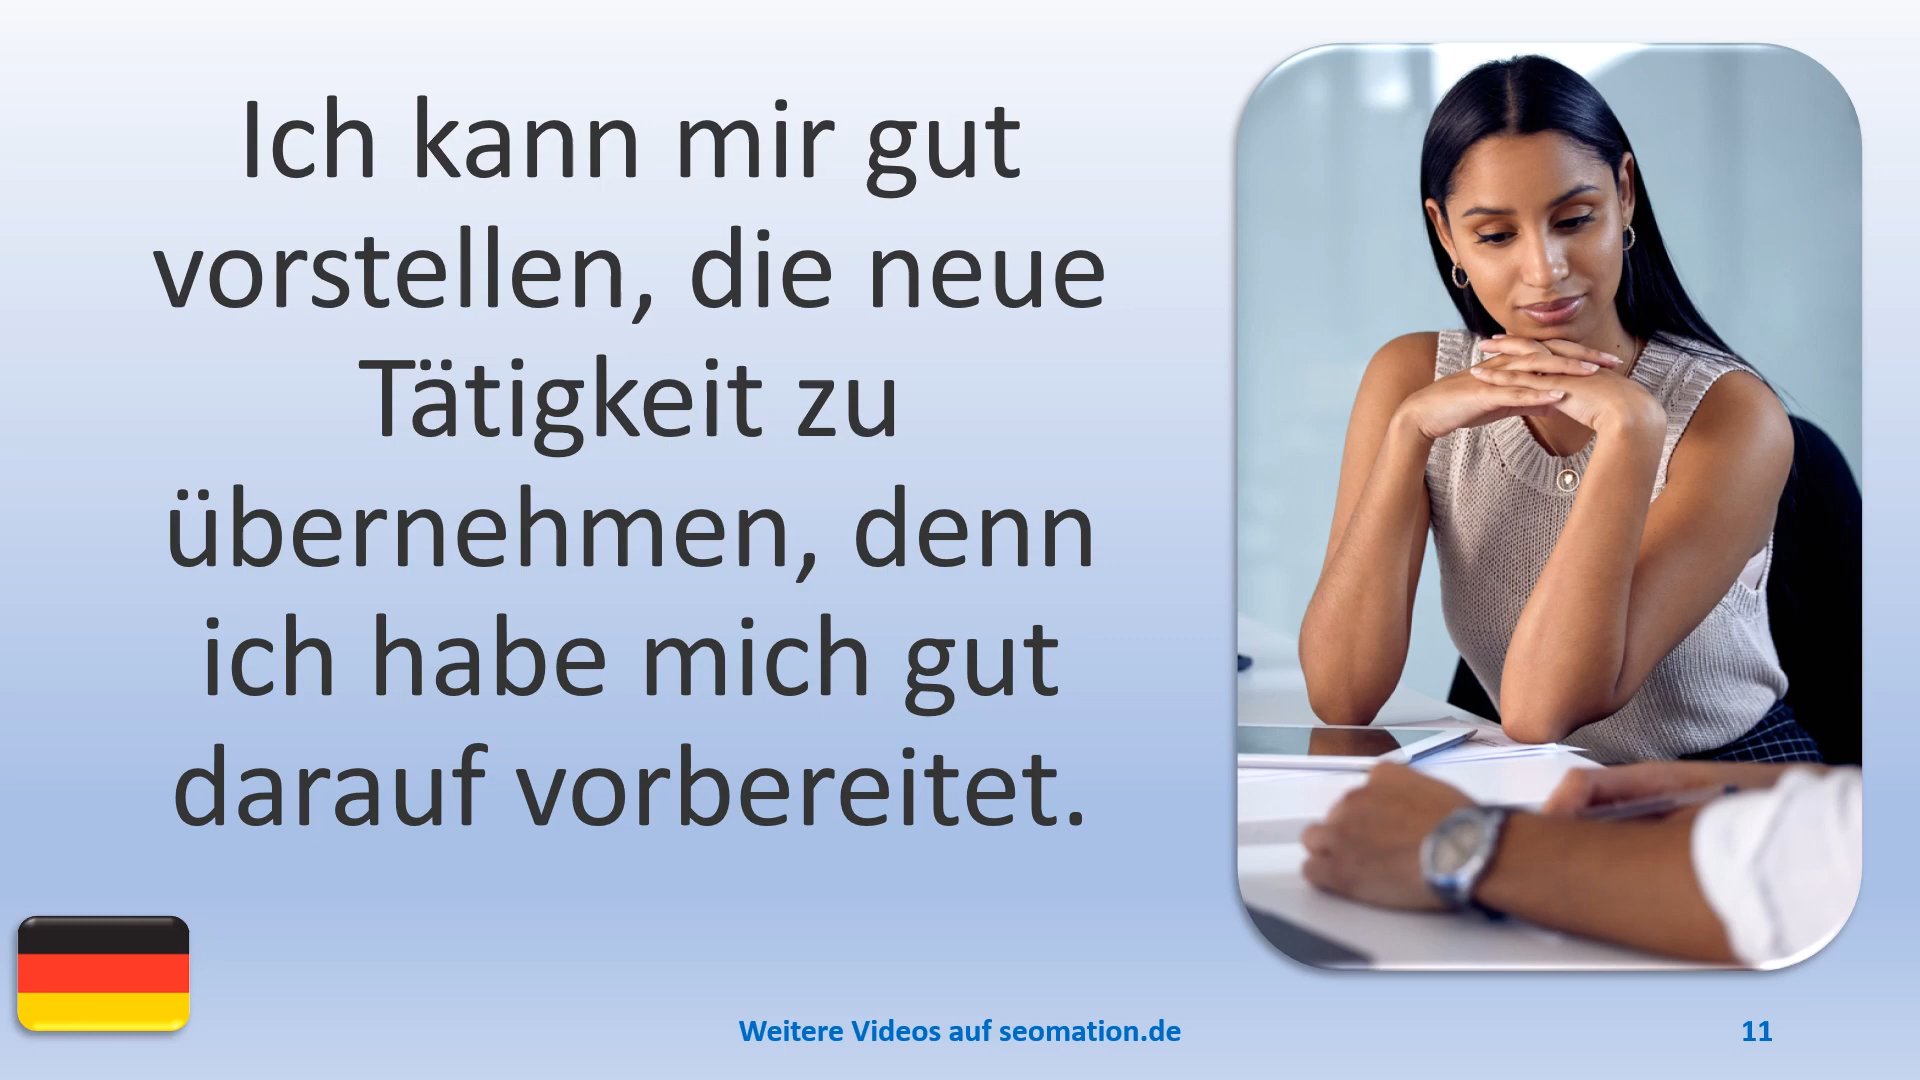 Ich kann mir gut
vorstellen, die neue
Tätigkeit zu
übernehmen, denn
ich habe mich gut
darauf vorbereitet.
Weitere Videos auf seomation.de
11